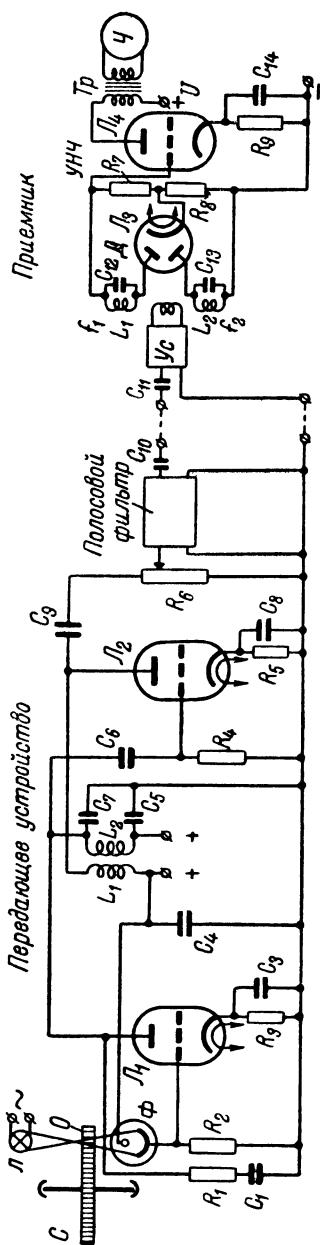 Передающее устройство
Приемник
Л
~
О
С
Ф
R1
C1
R2
Л1
R3
C3
C4
L1
L2
+
+
C7
C5
C6
R4
Л2
R5
C8
C9
R6
Полосовой
фильтр
C10
C11
Ус
f1
L1
C12
Д
Л3
L2
f2
C13
R7
R8
УНЧ
Л4
Тр
Ч
+
U
R9
C14
–